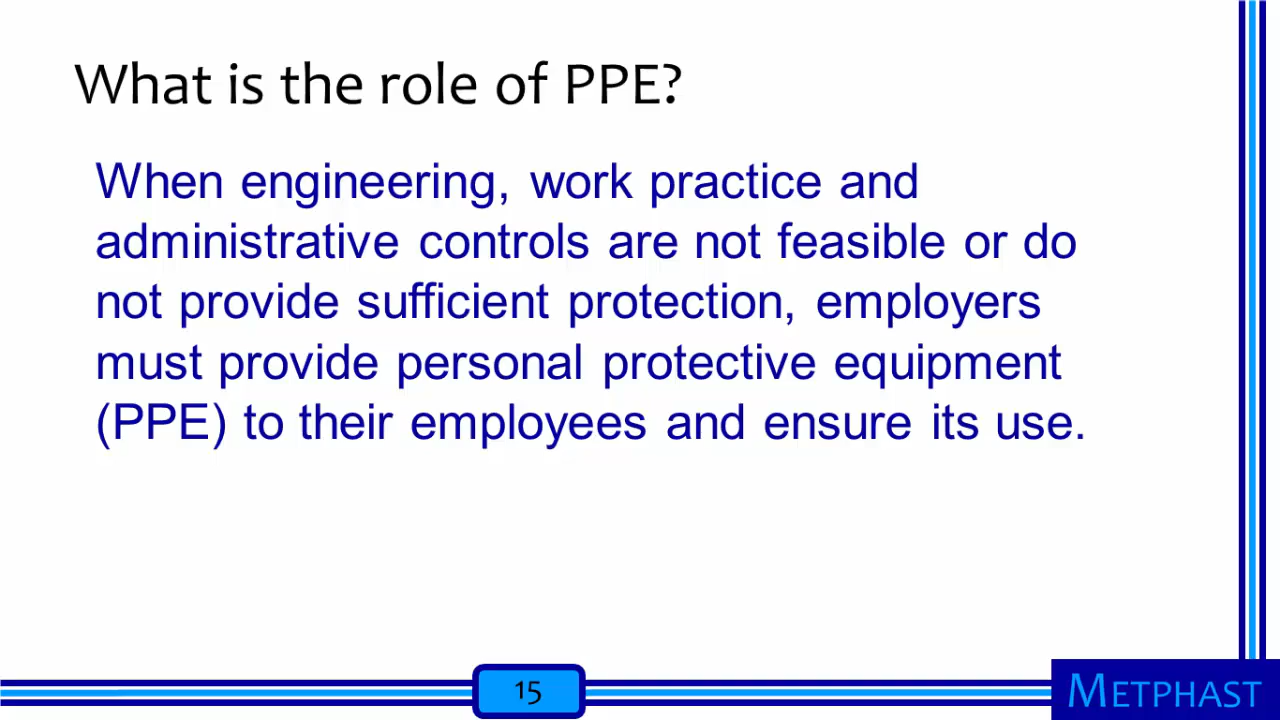 What is the role of PPE?
When engineering, work practice and
administrative controls are not feasible or do
not provide sufficient protection, employers
must provide personal protective equipment
(PPE) to their employees and ensure its use.
15
METPHAST